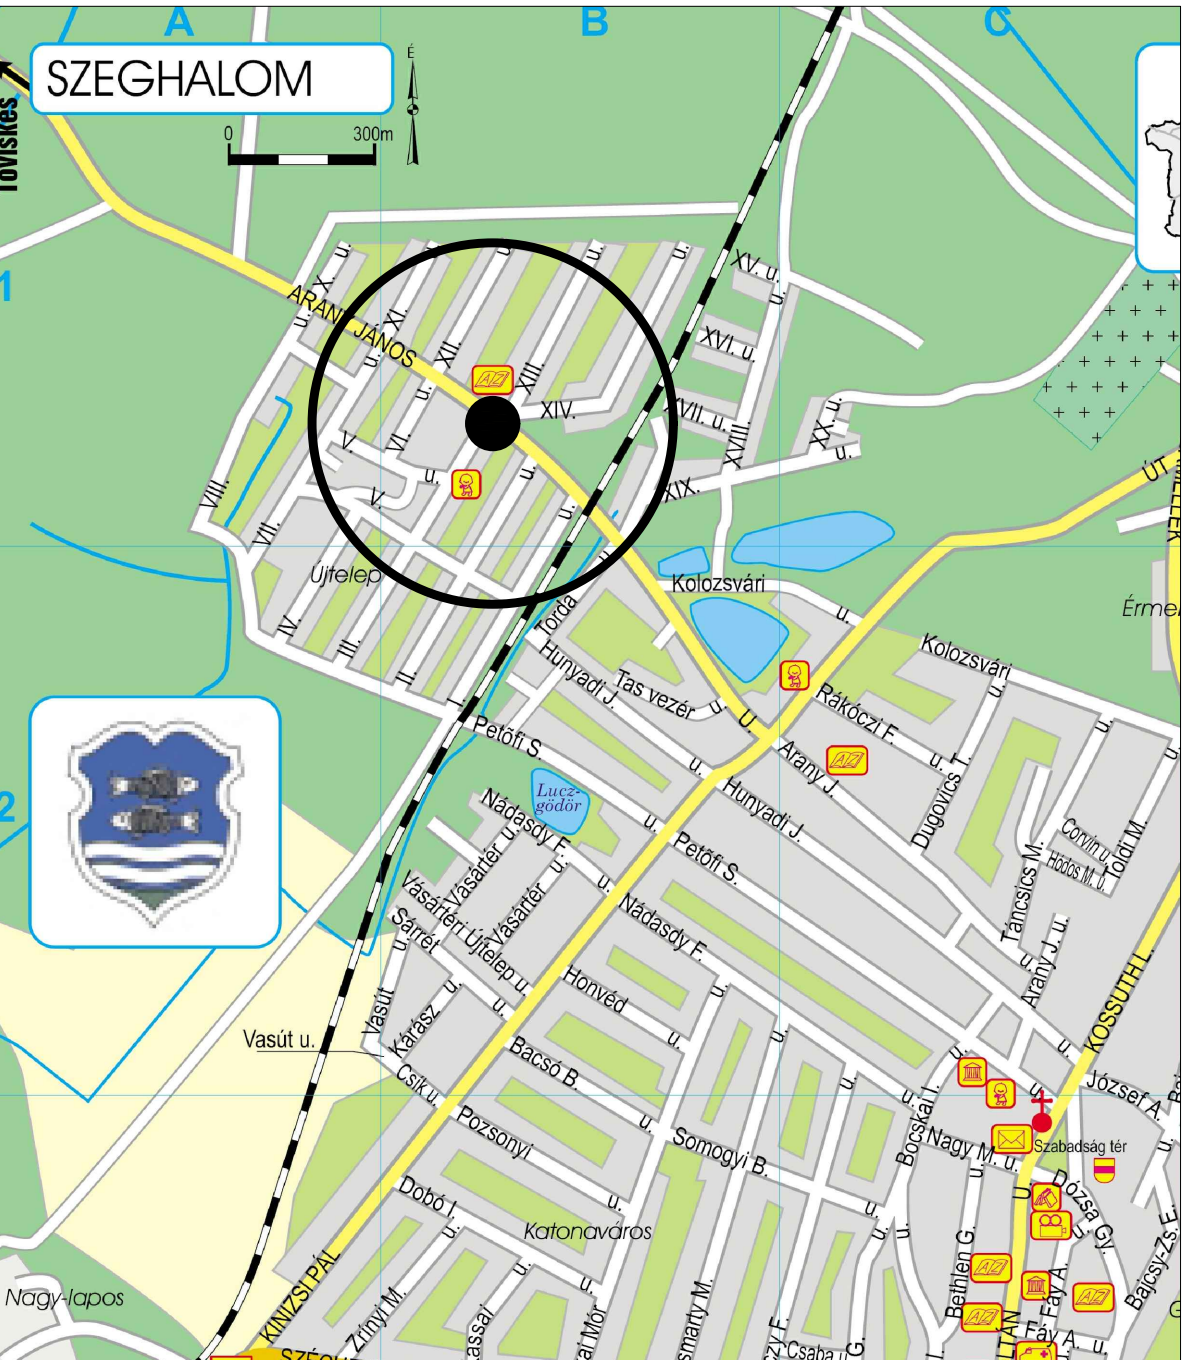 A
B
C
SZEGHALOM
É
0 300m
Töviskes
1
X. u.
u.
u.
u.
u.
u.
XV. u.
u.
ARANY JÁNOS
u.
XI.
u.
XII.
u.
XIII.
XIV.
XVI. u.
XVII. u.
XVIII.
XX. u.
u.
XIX.
V.
VI.
u.
V.
u.
u.
VIII.
VII.
Újtelep
IV.
III.
II.
I.
u.
Torda
Kolozsvári
u.
Kolozsvári
u.
ÚT
Hunyadi J.
Tas vezér u.
U.
Rákóczi F.
u.
u.
u.
Petőfi S.
u.
Arany J.
u.
Dugovics T.
2
Lucz-
gödör
Nádasdy F.
u.
Hunyadi J.
u.
Petőfi S.
Corvin u.
Hódos M. u.
Toldi M.
Táncsics M.
u.
Vásártér u.
Vásártér u.
Vásártéri Újtelep u.
Sárrét
u.
Nádasdy F.
Arany J. u.
KOSSUTH L.
Vasút u.
Vasút
u.
Kárasz
u.
Honvéd
u.
u.
Csík u.
Bacsó B.
u.
u.
u.
u.
u.
u.
József A.
Pozsonyi
u.
Somogyi B.
u.
Bocskai I.
Nagy M. u.
Szabadság tér
u.
U.
Dózsa Gy.
u.
Dobó I.
u.
u.
u.
Katonaváros
u.
u.
Bethlen G.
Fáy A.
Bajcsy-Zs. E.
Nagy-lapos
KINIZSI PÁL
Zrínyi M.
Fáy A. u.
Csaba u.